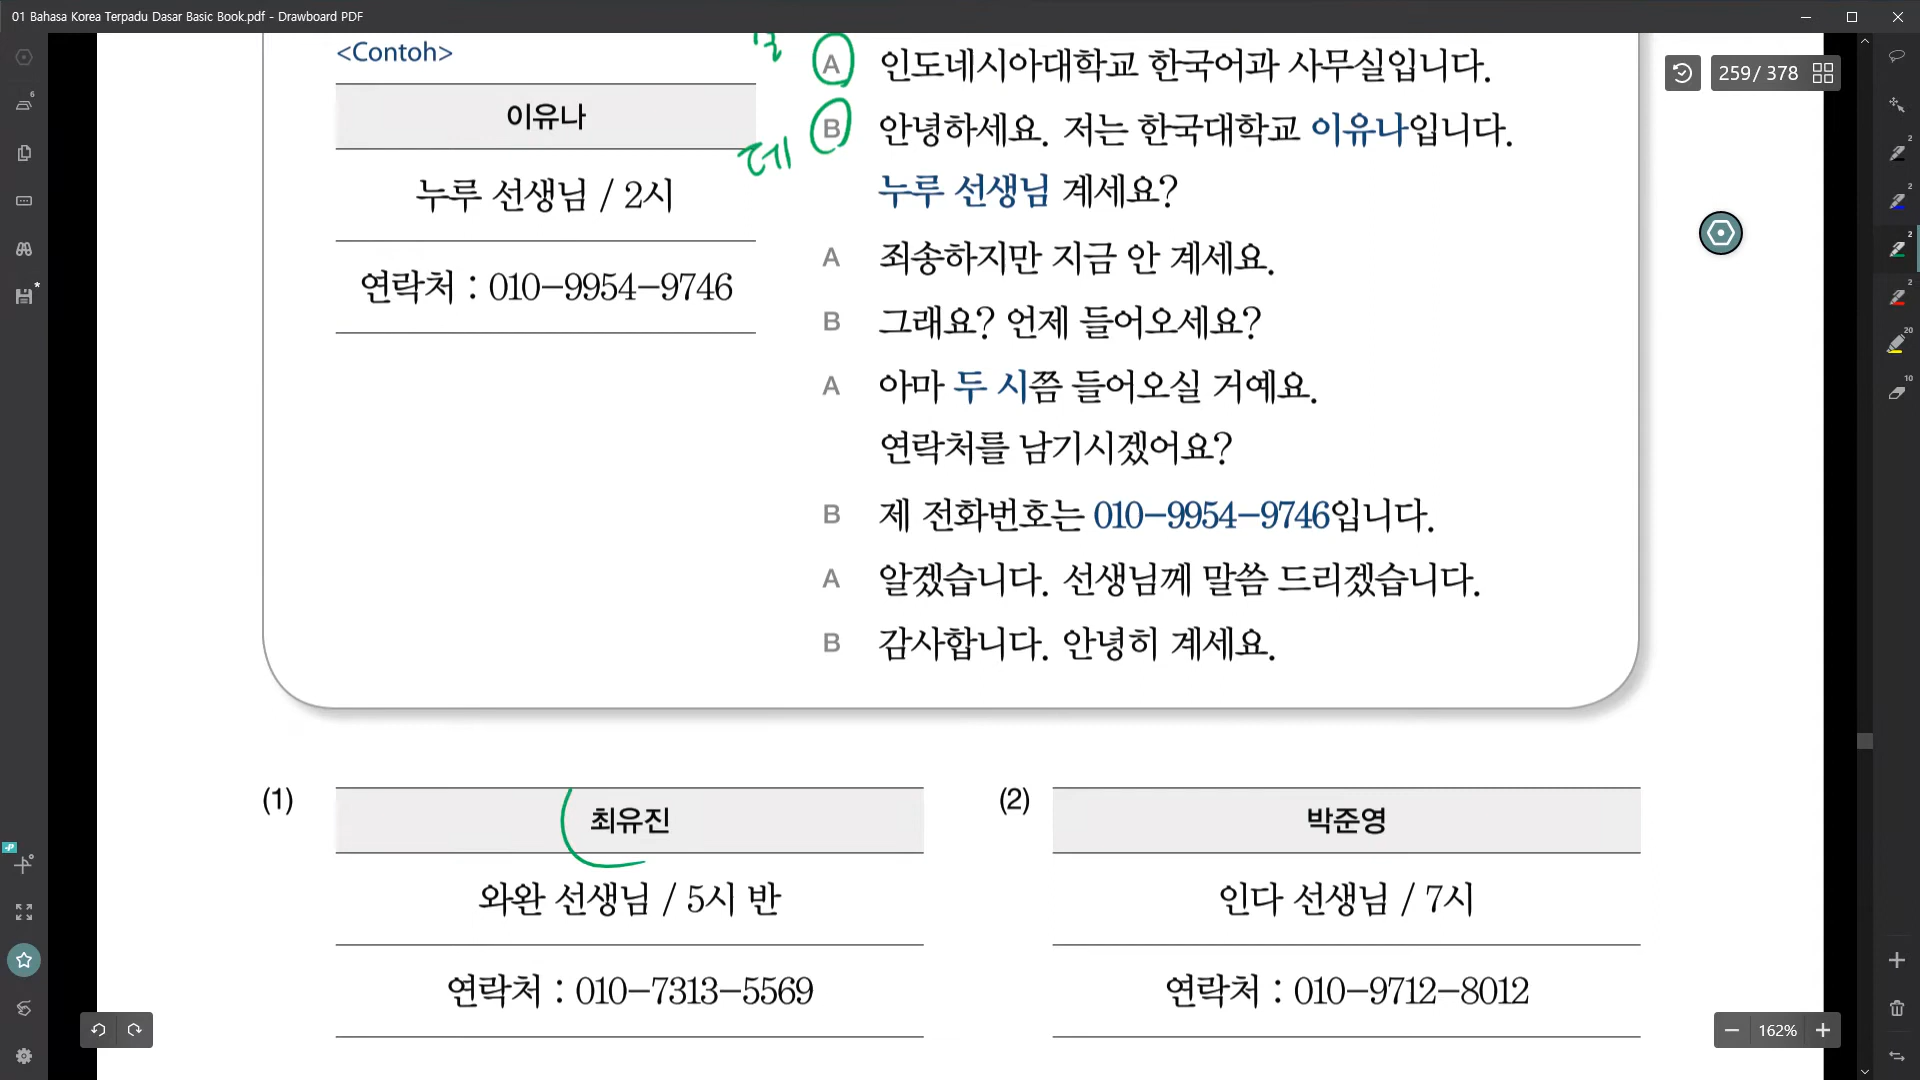 01 Bahasa Korea Terpadu Dasar Basic Book.pdf - Drawboard PDF
259/ 378
<Contoh>
이유나
누루 선생님 / 2시
연락처 : 010-9954-9746
A 인도네시아대학교 한국어과 사무실입니다.
B 안녕하세요. 저는 한국대학교 이유나입니다.
누루 선생님 계세요?
A 죄송하지만 지금 안 계세요.
B 그래요? 언제 들어오세요?
A 아마 두 시쯤 들어오실 거예요.
연락처를 남기시겠어요?
B 제 전화번호는 010-9954-9746입니다.
A 알겠습니다. 선생님께 말씀 드리겠습니다.
B 감사합니다. 안녕히 계세요.
(1)
최유진
와완 선생님 / 5시 반
연락처 : 010-7313-5569
(2)
박준영
인다 선생님 / 7시
연락처 : 010-9712-8012
162%
6
2
2
2
2
20
10